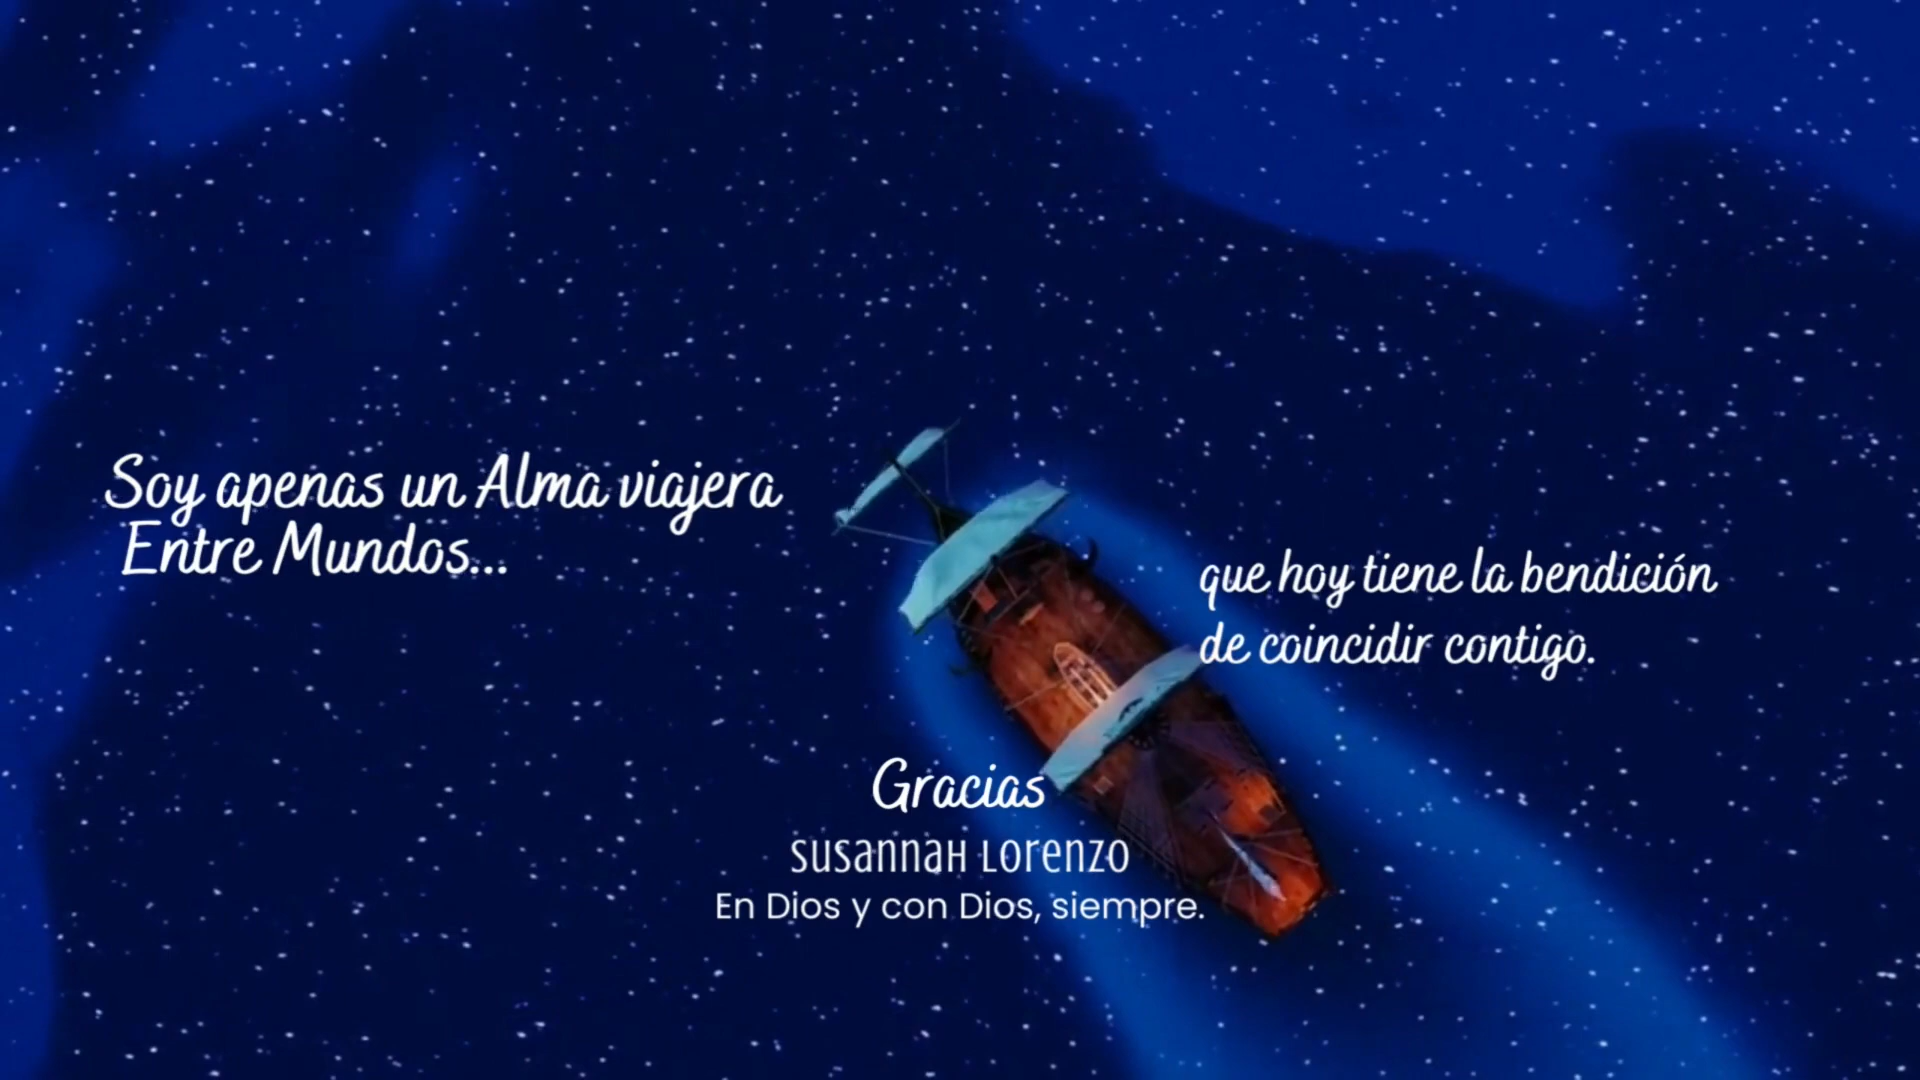 Soy apenas un Alma viajera
Entre Mundos...
que hoy tiene la bendición
de coincidir contigo.
Gracias
Susannah Lorenzo
En Dios y con Dios, siempre.